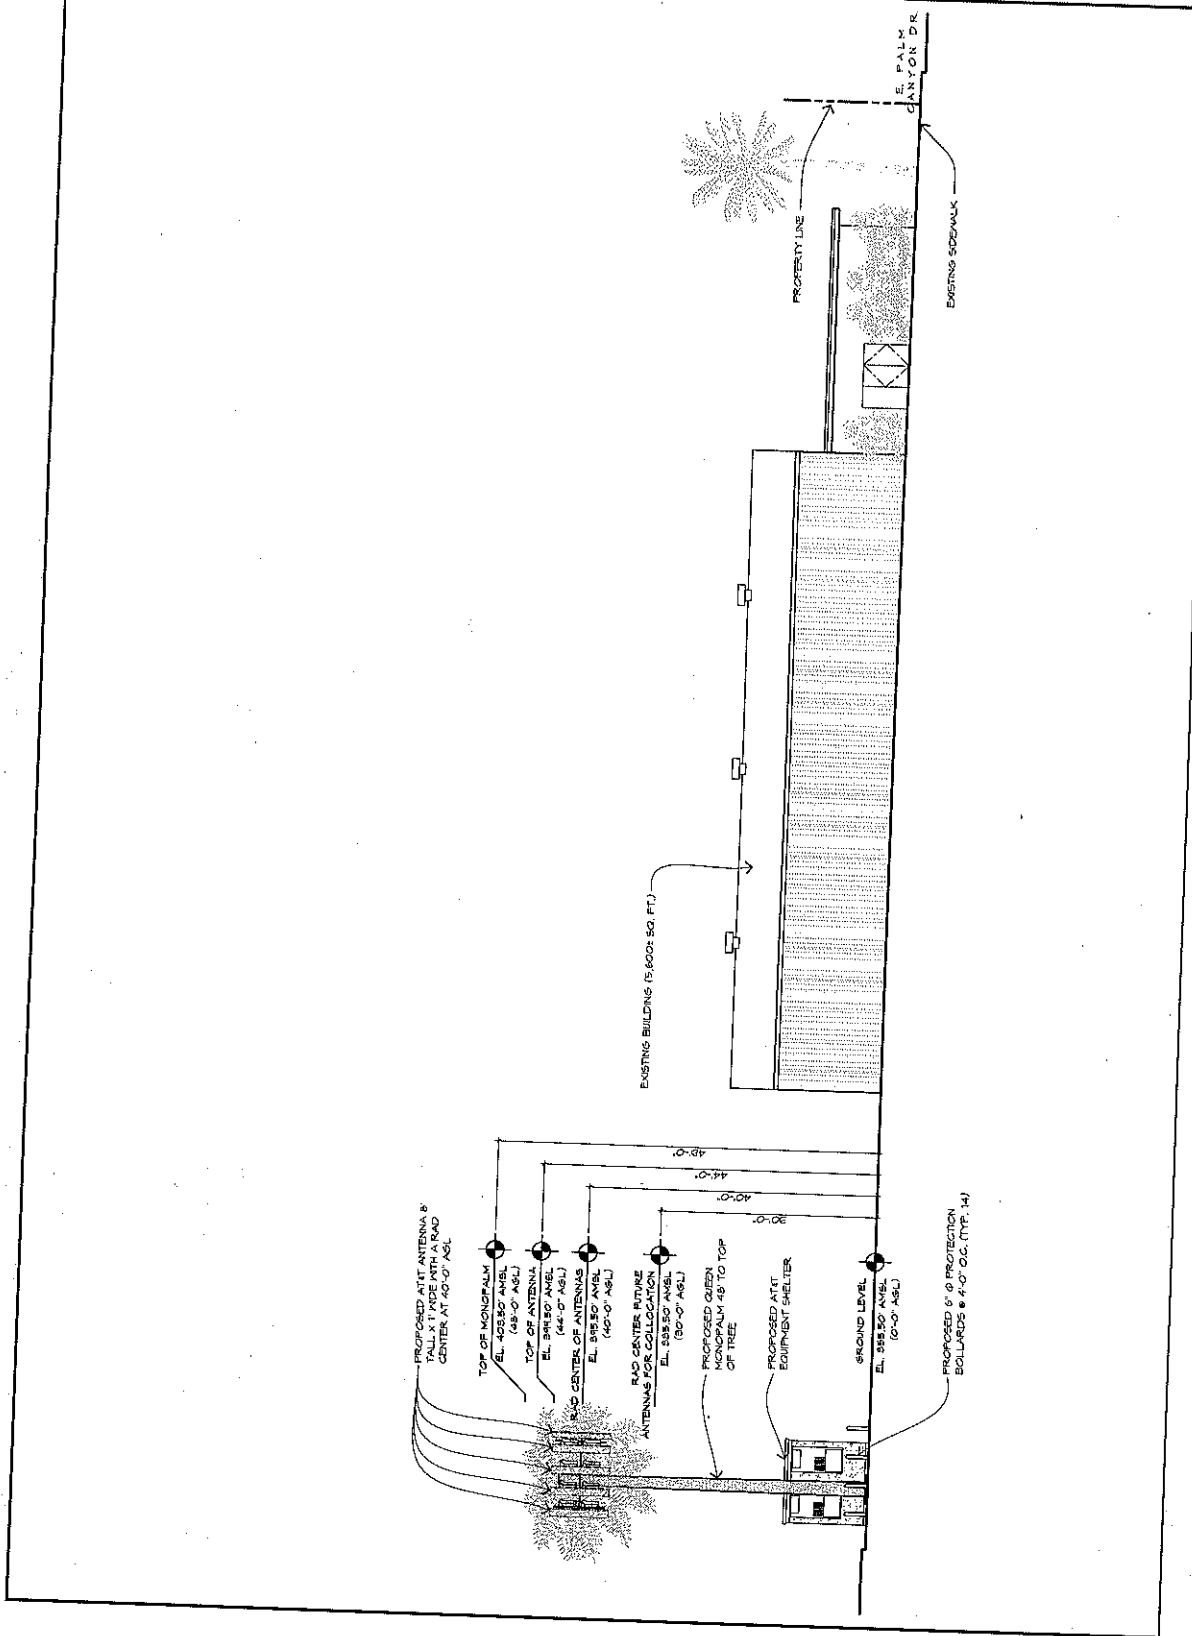 PROPOSED AT&T ANTENNA 8'
TALL X 1' WIDE WITH A RAD
CENTER AT 40'-0" AGL
TOP OF MONOPALM
EL. 403.50' AMSL
(48'-0" AGL)
TOP OF ANTENNA
EL. 399.50' AMSL
(44'-0" AGL)
RAD CENTER OF ANTENNAS
EL. 395.50' AMSL
(40'-0" AGL)
RAD CENTER FUTURE
ANTENNAS FOR COLLOCATION
EL. 385.50' AMSL
(30'-0" AGL)
PROPOSED QUEEN
MONOPALM 48' TO TOP
OF TREE
PROPOSED AT&T
EQUIPMENT SHELTER
GROUND LEVEL
EL. 355.50' AMSL
(0'-0" AGL)
PROPOSED 6" Ø PROTECTION
BOLLARDS @ 4'-0" O.C. (TYP. 14)
48'-0"
44'-0"
40'-0"
30'-0"
EXISTING BUILDING (15,600± SQ. FT.)
PROPERTY LINE
EXISTING SIDEWALK
E. PALM
CANYON DR